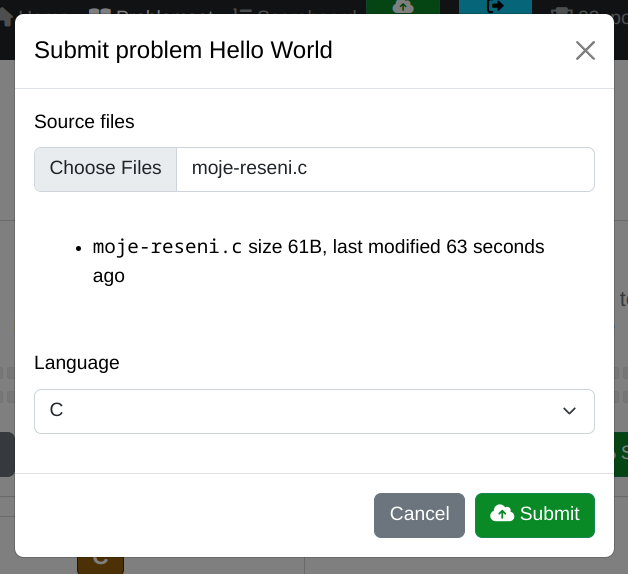 Submit problem Hello World
Source files
Choose Files moje-reseni.c
• moje-reseni.c size 61B, last modified 63 seconds
ago
Language
C
Cancel Submit